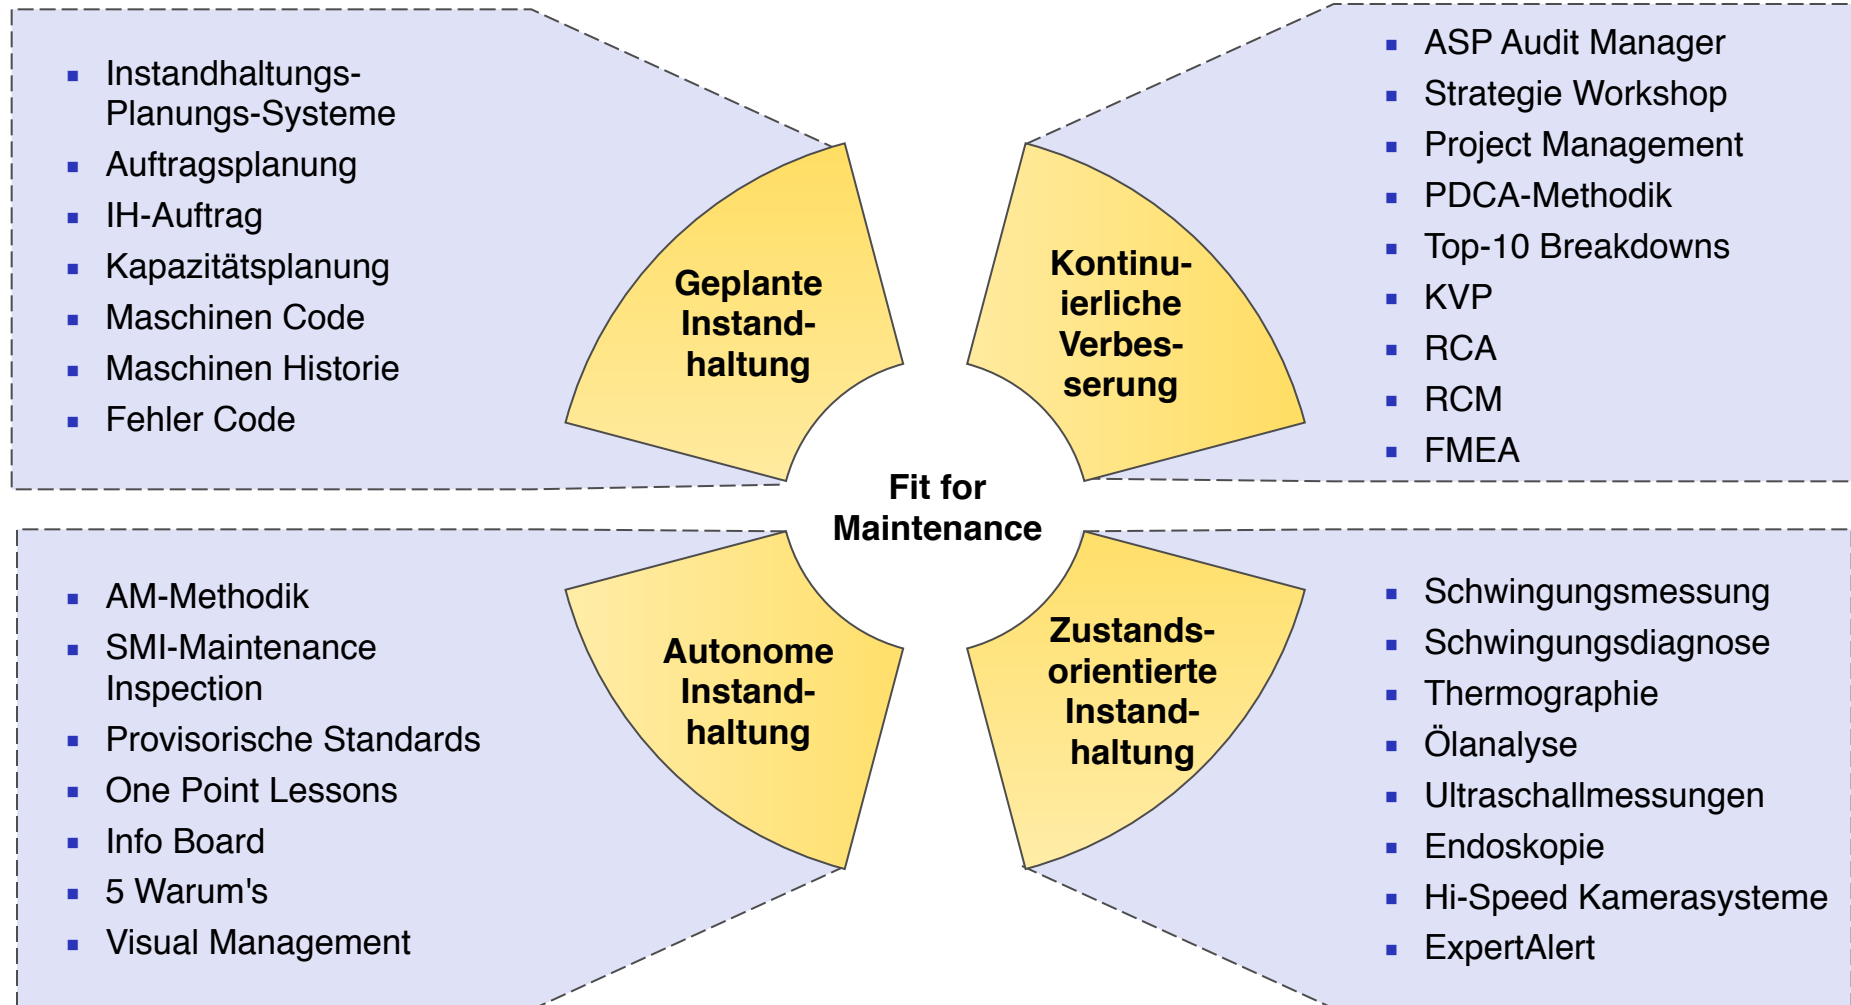 Instandhaltungs-
Planungs-Systeme
Auftragsplanung
IH-Auftrag
Kapazitätsplanung
Maschinen Code
Maschinen Historie
Fehler Code
Geplante
Instand-
haltung
Kontinu-
ierliche
Verbes-
serung
ASP Audit Manager
Strategie Workshop
Project Management
PDCA-Methodik
Top-10 Breakdowns
KVP
RCA
RCM
FMEA
Fit for
Maintenance
AM-Methodik
SMI-Maintenance
Inspection
Provisorische Standards
One Point Lessons
Info Board
5 Warum's
Visual Management
Autonome
Instand-
haltung
Zustands-
orientierte
Instand-
haltung
Schwingungsmessung
Schwingungsdiagnose
Thermographie
Ölanalyse
Ultraschallmessungen
Endoskopie
Hi-Speed Kamerasysteme
ExpertAlert